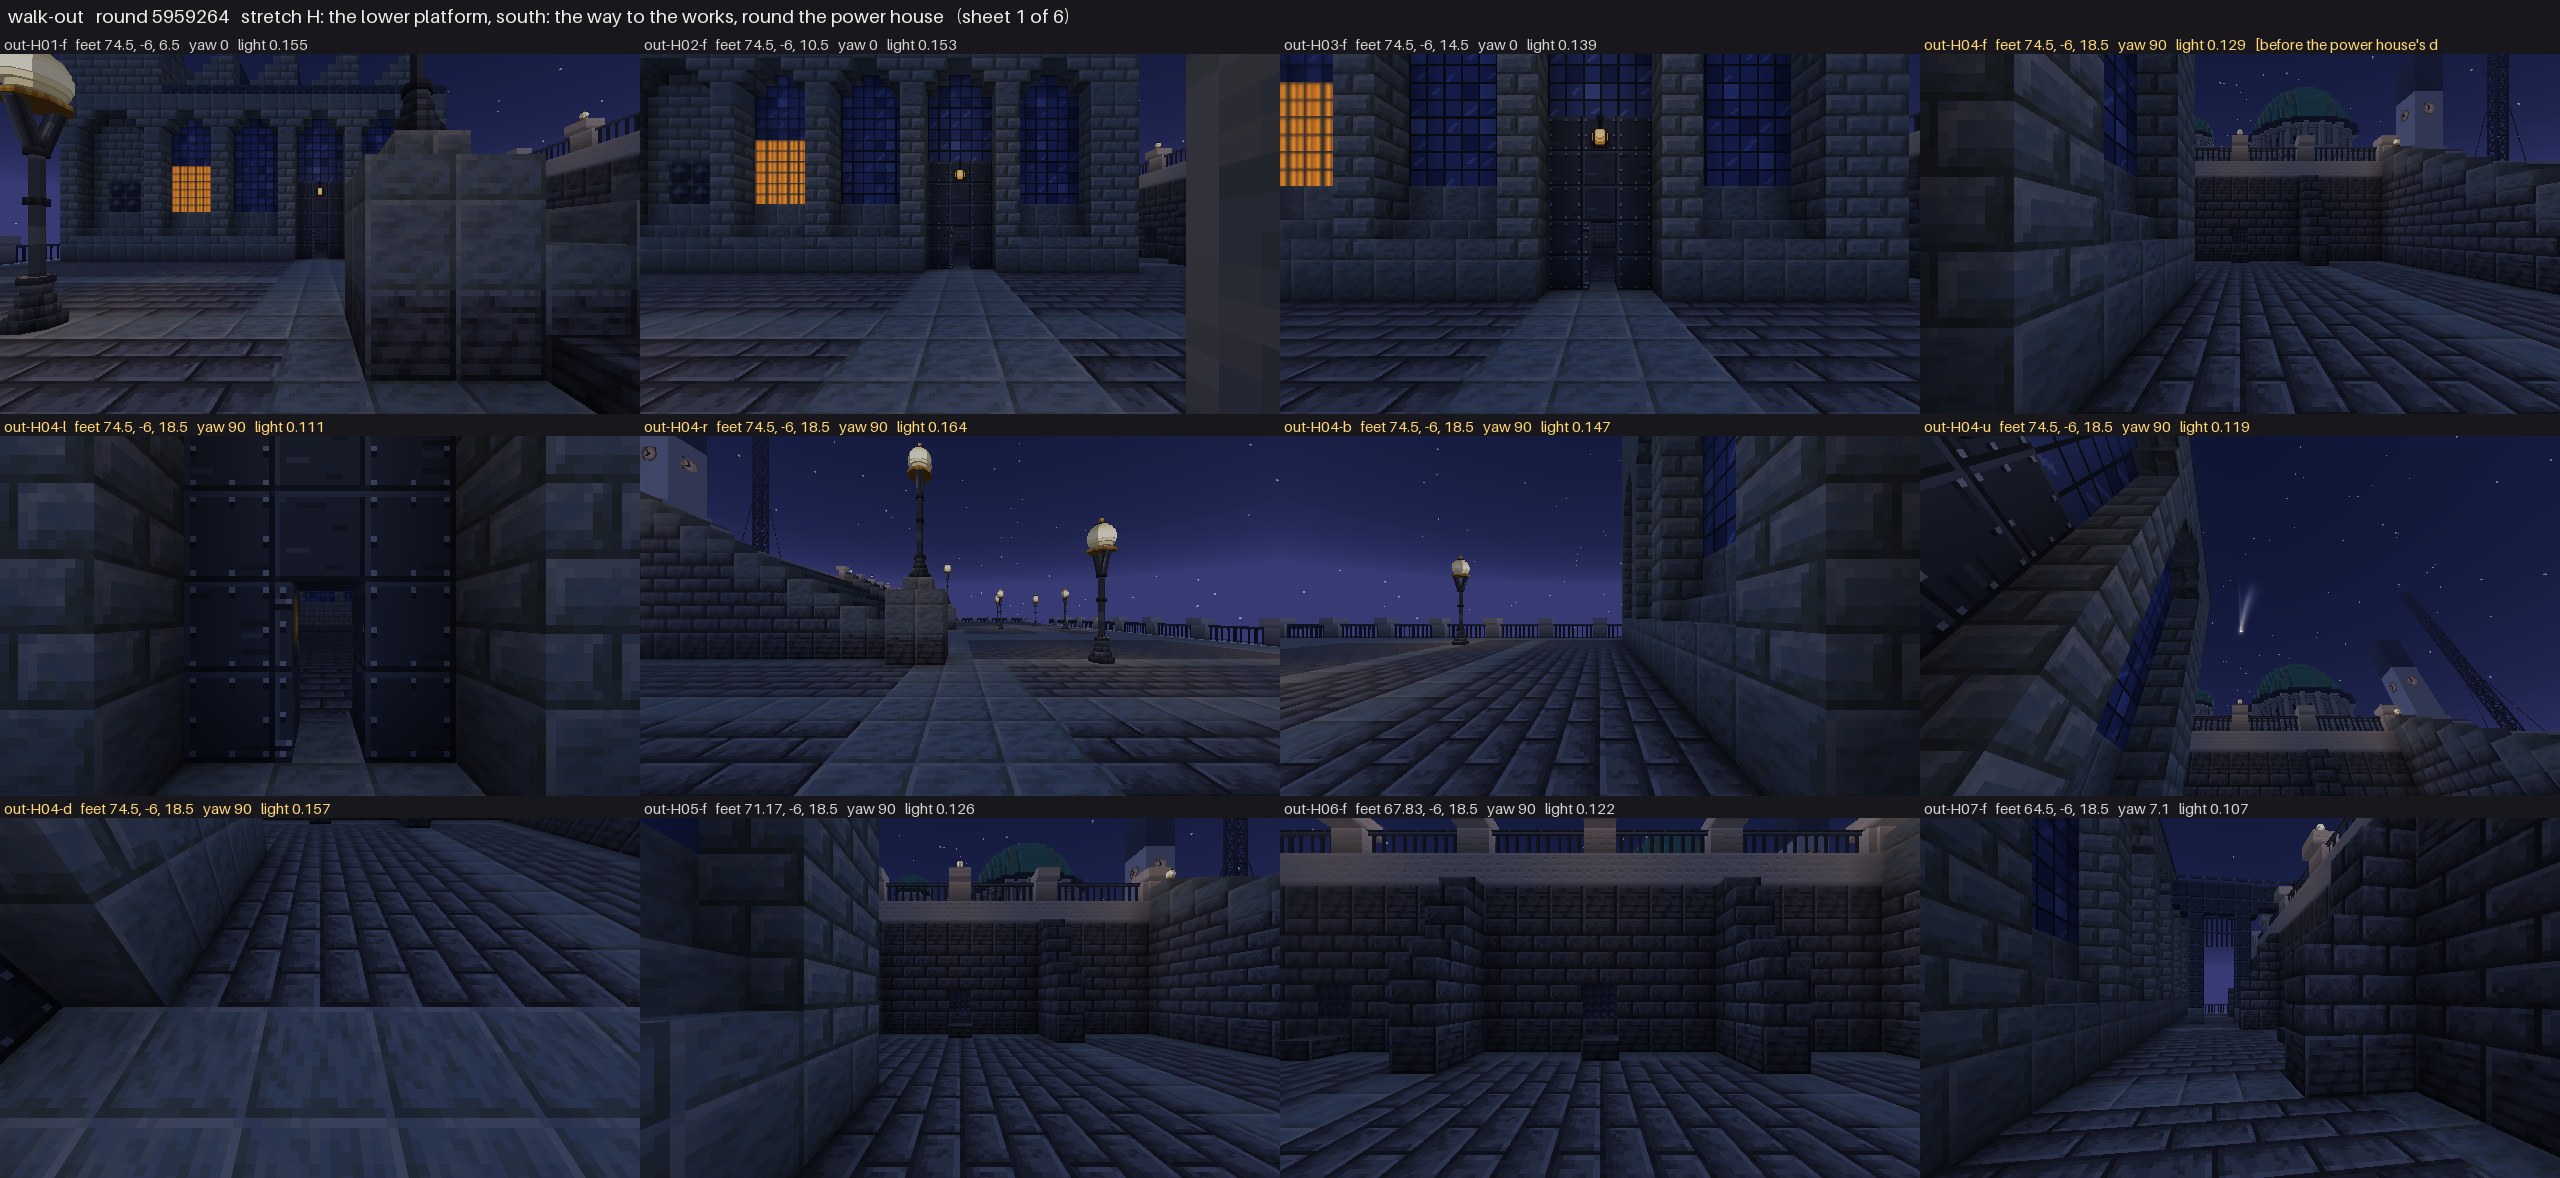 walk-out round 5959264 stretch H: the lower platform, south: the way to the works, round the power house (sheet 1 of 6)
out-H01-f feet 74.5, -6, 6.5 yaw 0 light 0.155
out-H02-f feet 74.5, -6, 10.5 yaw 0 light 0.153
out-H03-f feet 74.5, -6, 14.5 yaw 0 light 0.139
out-H04-f feet 74.5, -6, 18.5 yaw 90 light 0.129 [before the power house's d
out-H04-l feet 74.5, -6, 18.5 yaw 90 light 0.111
out-H04-r feet 74.5, -6, 18.5 yaw 90 light 0.164
out-H04-b feet 74.5, -6, 18.5 yaw 90 light 0.147
out-H04-u feet 74.5, -6, 18.5 yaw 90 light 0.119
out-H04-d feet 74.5, -6, 18.5 yaw 90 light 0.157
out-H05-f feet 71.17, -6, 18.5 yaw 90 light 0.126
out-H06-f feet 67.83, -6, 18.5 yaw 90 light 0.122
out-H07-f feet 64.5, -6, 18.5 yaw 7.1 light 0.107